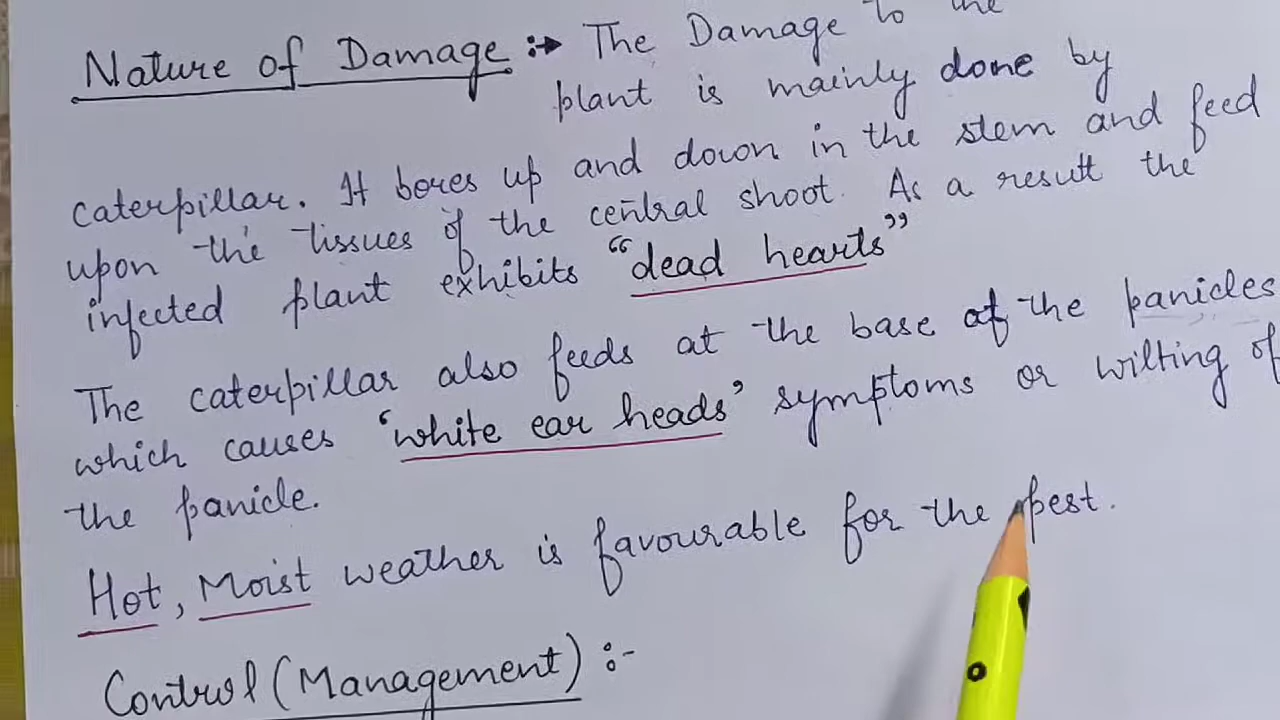 Nature of Damage :→ The Damage to the
plant is mainly done by
caterpillar. It bores up and down in the stem and feed
upon the tissues of the central shoot. As a result the
infected plant exhibits "dead hearts"
The caterpillar also feeds at the base of the panicles
which causes 'white ear heads' symptoms or wilting of
the panicle.
Hot, Moist weather is favourable for the pest.
Control (Management) :-